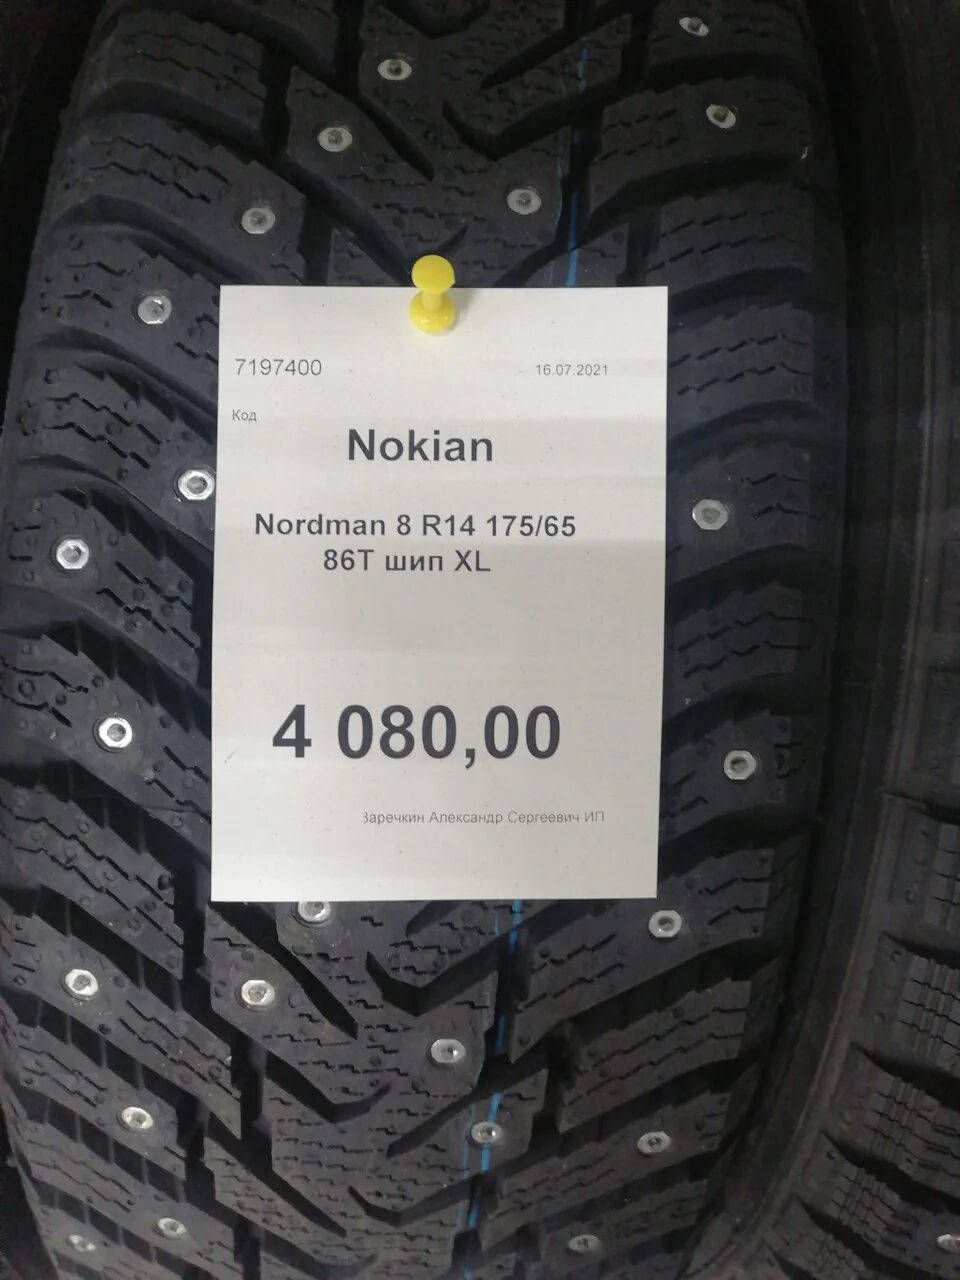 7197400 16.07.2021
Код
Nokian
Nordman 8 R14 175/65
86T шип XL
4 080,00
Заречкин Александр Сергеевич ИП